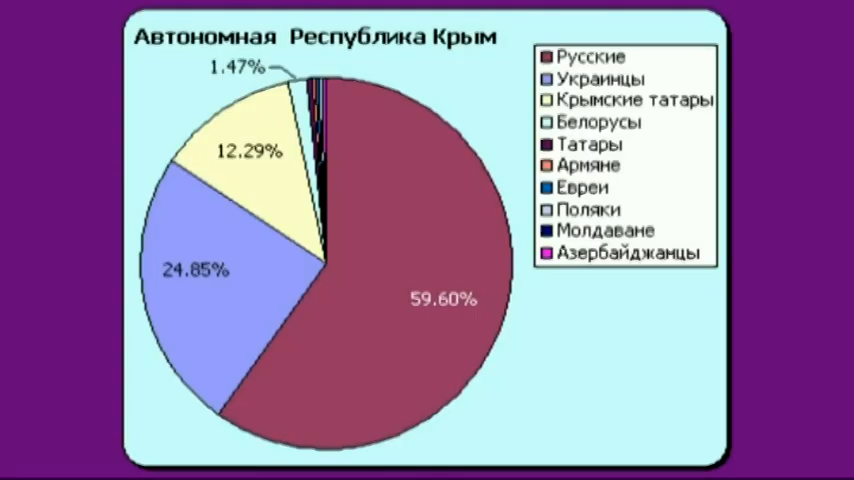 Автономная Республика Крым
1.47%
12.29%
24.85%
59.60%
Русские
Украинцы
Крымские татары
Белорусы
Татары
Армяне
Евреи
Поляки
Молдаване
Азербайджанцы